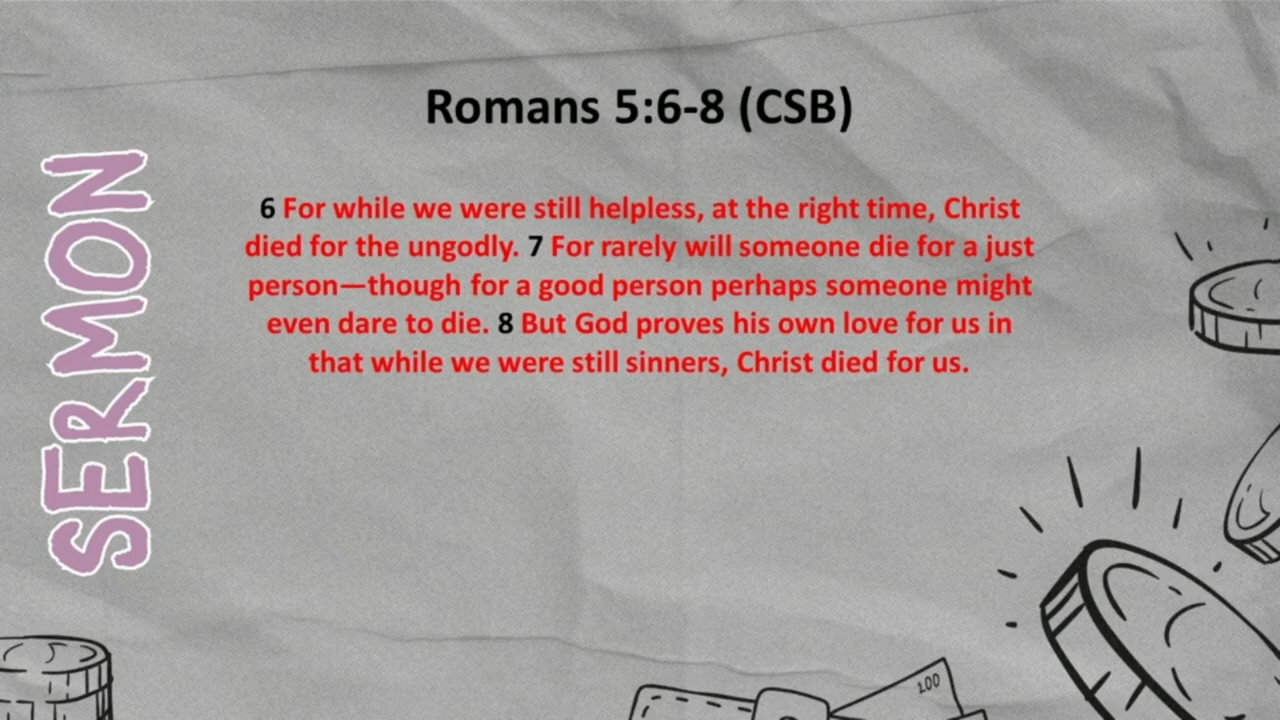 Romans 5:6-8 (CSB)
SERMON
6 For while we were still helpless, at the right time, Christ
died for the ungodly. 7 For rarely will someone die for a just
person—though for a good person perhaps someone might
even dare to die. 8 But God proves his own love for us in
that while we were still sinners, Christ died for us.
100